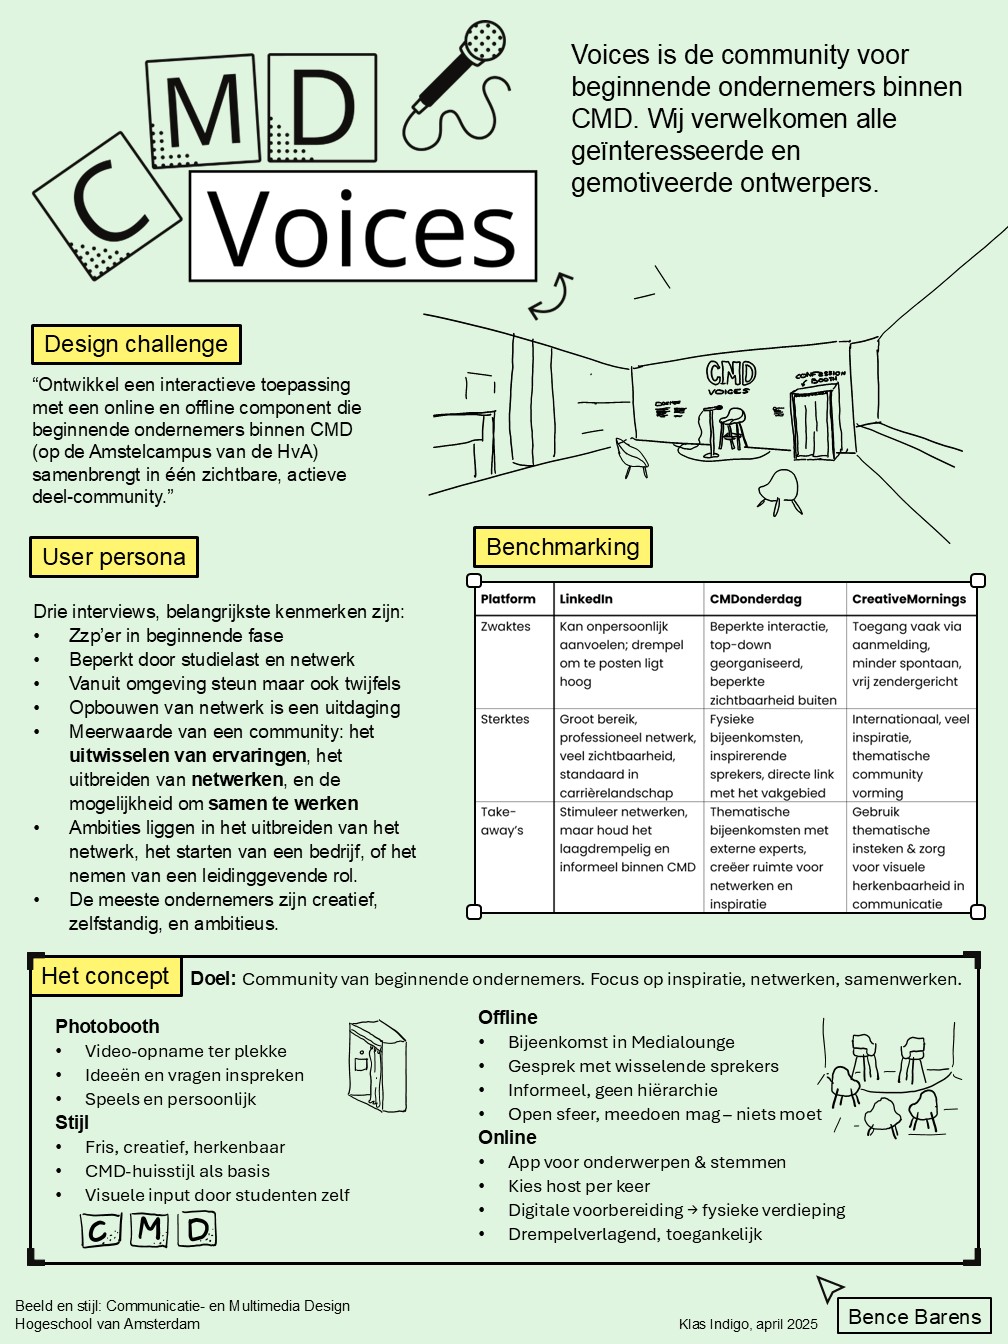 C M D
Voices
Voices is de community voor
beginnende ondernemers binnen
CMD. Wij verwelkomen alle
geïnteresseerde en
gemotiveerde ontwerpers.
CMD
VOICES
CONFESSION
BOOTH
Design challenge
“Ontwikkel een interactieve toepassing
met een online en offline component die
beginnende ondernemers binnen CMD
(op de Amstelcampus van de HvA)
samenbrengt in één zichtbare, actieve
deel-community.”
User persona
Drie interviews, belangrijkste kenmerken zijn:
• Zzp’er in beginnende fase
• Beperkt door studielast en netwerk
• Vanuit omgeving steun maar ook twijfels
• Opbouwen van netwerk is een uitdaging
• Meerwaarde van een community: het
uitwisselen van ervaringen, het
uitbreiden van netwerken, en de
mogelijkheid om samen te werken
• Ambities liggen in het uitbreiden van het
netwerk, het starten van een bedrijf, of het
nemen van een leidinggevende rol.
• De meeste ondernemers zijn creatief,
zelfstandig, en ambitieus.
Benchmarking
Platform LinkedIn CMDonderdag CreativeMornings
Zwaktes Kan onpersoonlijk Beperkte interactie, Toegang vaak via
aanvoelen; drempel top-down aanmelding,
om te posten ligt georganiseerd, minder spontaan,
hoog beperkte vrij zendergericht
zichtbaarheid buiten
Sterktes Groot bereik, Fysieke Internationaal, veel
professioneel netwerk, bijeenkomsten, inspiratie,
veel zichtbaarheid, inspirerende thematische
standaard in sprekers, directe link community
carrièrelandschap met het vakgebied vorming
Take- Stimuleer netwerken, Thematische Gebruik
away’s maar houd het bijeenkomsten met thematische
laagdrempelig en externe experts, insteken & zorg
informeel binnen CMD creëer ruimte voor voor visuele
netwerken en herkenbaarheid in
inspiratie communicatie
Het concept
Doel: Community van beginnende ondernemers. Focus op inspiratie, netwerken, samenwerken.
Photobooth
• Video-opname ter plekke
• Ideeën en vragen inspreken
• Speels en persoonlijk
Stijl
• Fris, creatief, herkenbaar
• CMD-huisstijl als basis
• Visuele input door studenten zelf
C M D
Offline
• Bijeenkomst in Medialounge
• Gesprek met wisselende sprekers
• Informeel, geen hiërarchie
• Open sfeer, meedoen mag – niets moet
Online
• App voor onderwerpen & stemmen
• Kies host per keer
• Digitale voorbereiding → fysieke verdieping
• Drempelverlagend, toegankelijk
Beeld en stijl: Communicatie- en Multimedia Design
Hogeschool van Amsterdam
Klas Indigo, april 2025
Bence Barens